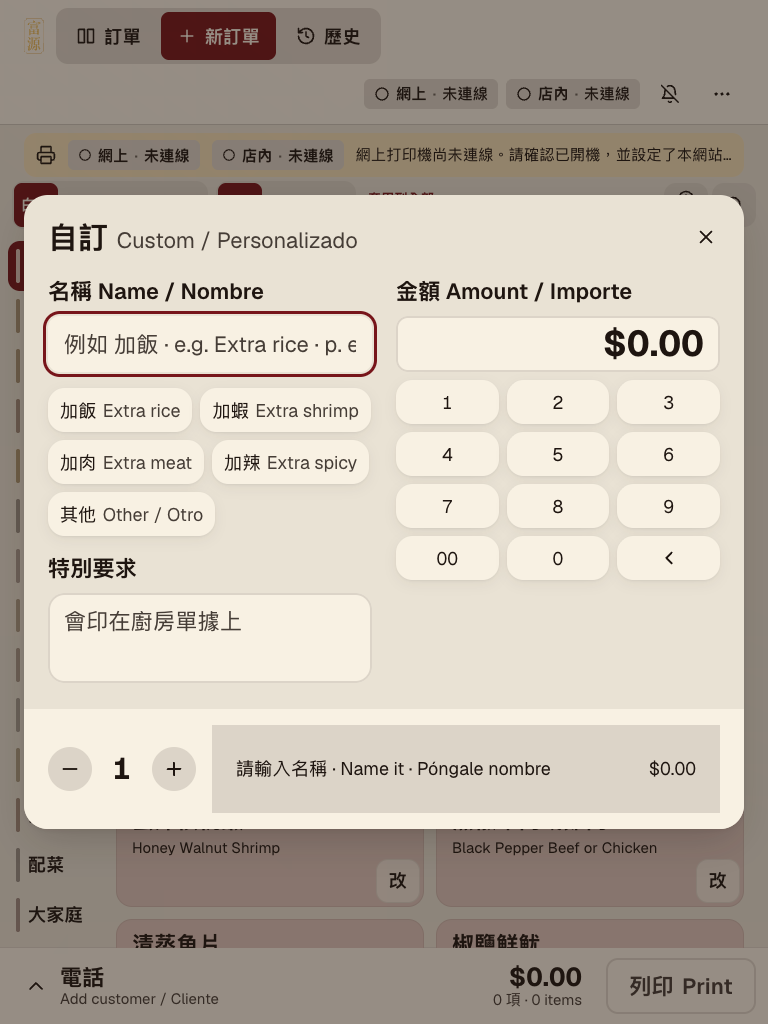 富源
訂單
新訂單
歷史
網上 · 未連線
店內 · 未連線
網上 · 未連線
店內 · 未連線
網上打印機尚未連線。請確認已開機，並設定了本網站…
自訂 Custom / Personalizado
名稱 Name / Nombre
例如 加飯 · e.g. Extra rice · p. e
加飯 Extra rice
加蝦 Extra shrimp
加肉 Extra meat
加辣 Extra spicy
其他 Other / Otro
特別要求
會印在廚房單據上
金額 Amount / Importe
$0.00
1 2 3
4 5 6
7 8 9
00 0
1
請輸入名稱 · Name it · Póngale nombre $0.00
Honey Walnut Shrimp
改
Black Pepper Beef or Chicken
改
配菜
大家庭
清蒸魚片
椒鹽鮮魷
電話
Add customer / Cliente
$0.00
0 項 · 0 items
列印 Print